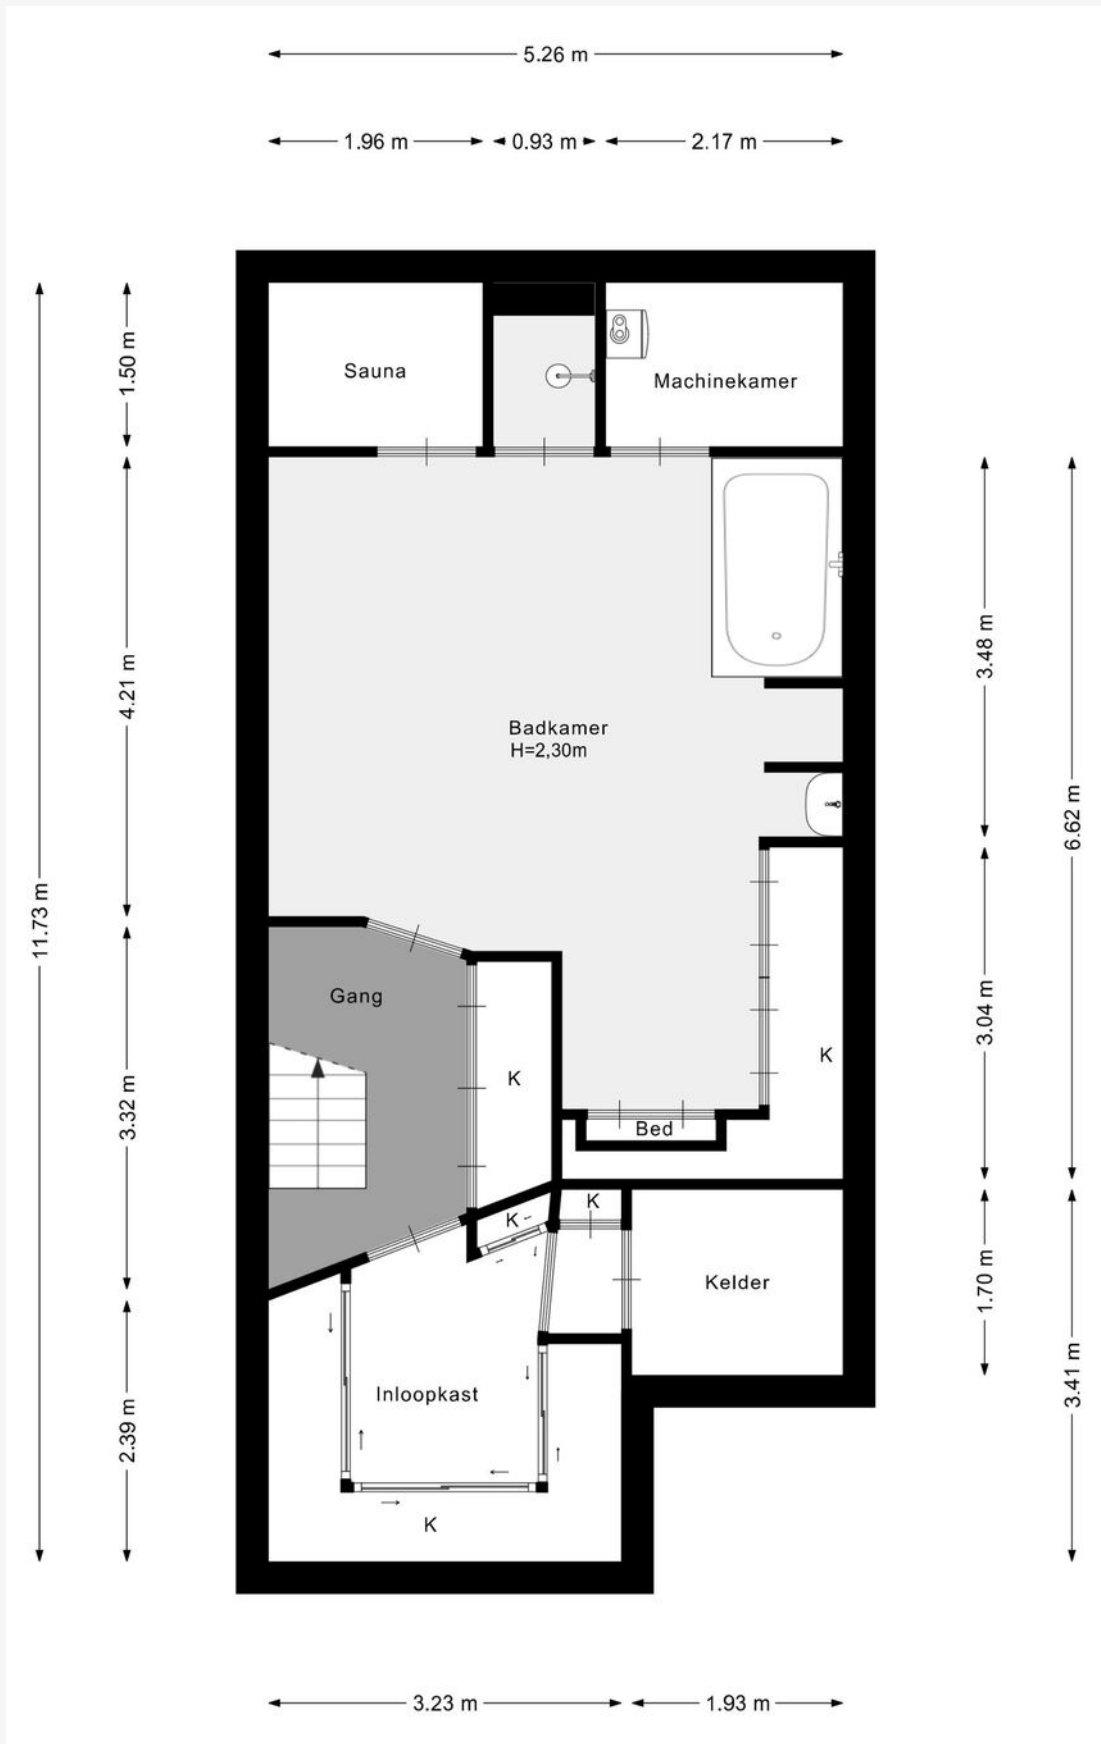 5.26 m
1.96 m
0.93 m
2.17 m
1.50 m
Sauna
Machinekamer
4.21 m
3.48 m
Badkamer
H=2,30m
6.62 m
11.73 m
Gang
3.04 m
K
K
3.32 m
Bed
K
K
Kelder
1.70 m
Inloopkast
3.41 m
2.39 m
K
3.23 m
1.93 m